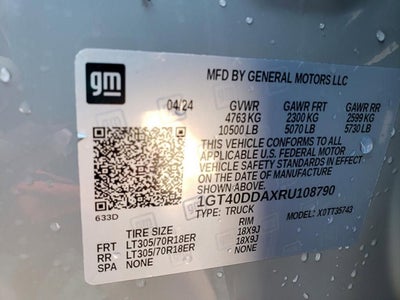 gm
MFD BY GENERAL MOTORS LLC
04/24 GVWR GAWR FRT GAWR RR
4763 KG 2300 KG 2599 KG
10500 LB 5070 LB 5730 LB
THIS VEHICLE CONFORMS TO ALL
APPLICABLE U.S. FEDERAL MOTOR
VEHICLE SAFETY STANDARDS IN
EFFECT ON THE DATE OF
MANUFACTURE SHOWN ABOVE.
1GT40DDAXRU108790
TYPE: TRUCK MODEL: X0TT35743
633D
TIRE SIZE RIM
FRT LT305/70R18ER 18X9J
RR LT305/70R18ER 18X9J
SPA NONE NONE